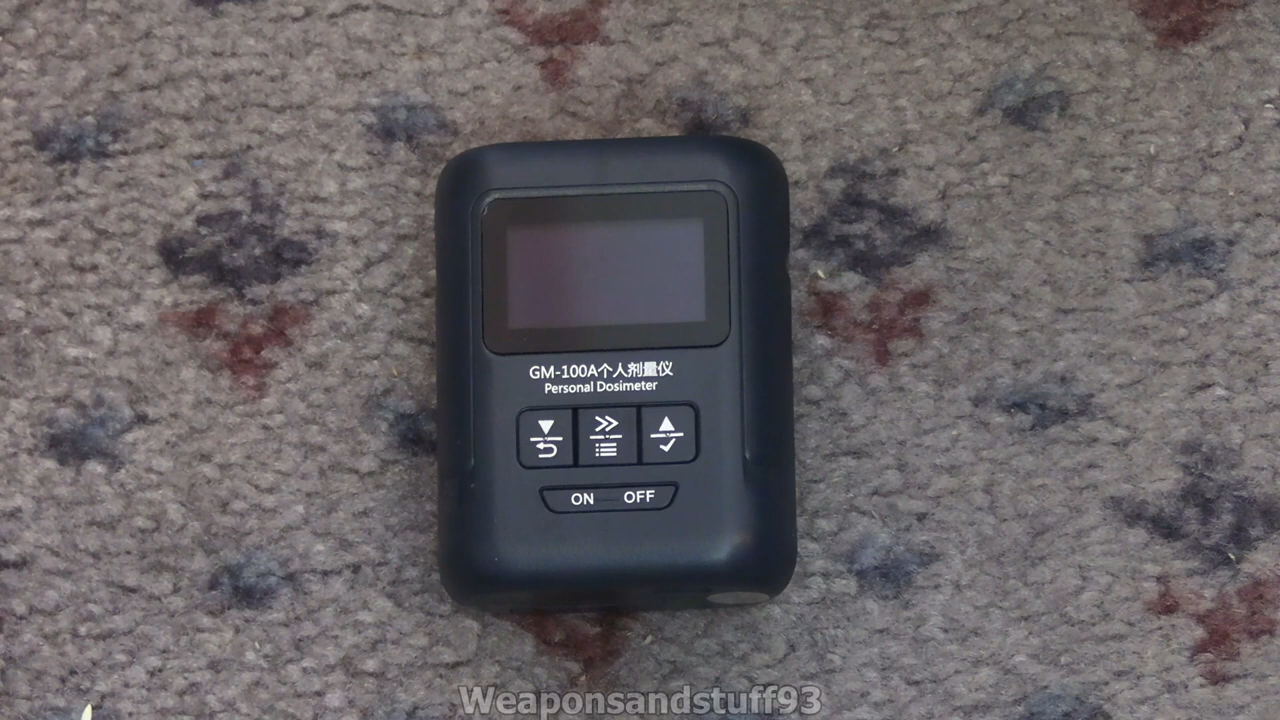 GM-100A个人剂量仪
Personal Dosimeter
ON OFF
Weaponsandstuff93